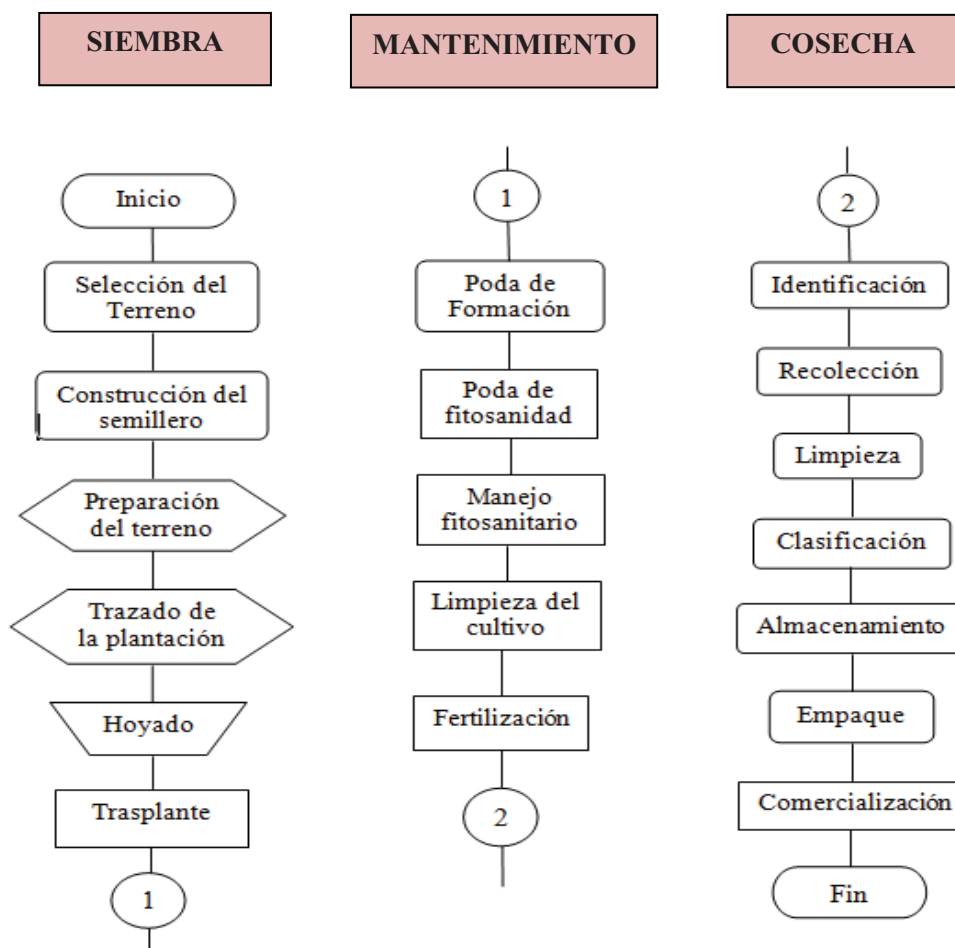 SIEMBRA
MANTENIMIENTO
COSECHA
Inicio
Selección del
Terreno
Construcción del
semillero
Preparación
del terreno
Trazado de
la plantación
Hoyado
Trasplante
1
1
Poda de
Formación
Poda de
fitosanidad
Manejo
fitosanitario
Limpieza del
cultivo
Fertilización
2
2
Identificación
Recolección
Limpieza
Clasificación
Almacenamiento
Empaque
Comercialización
Fin